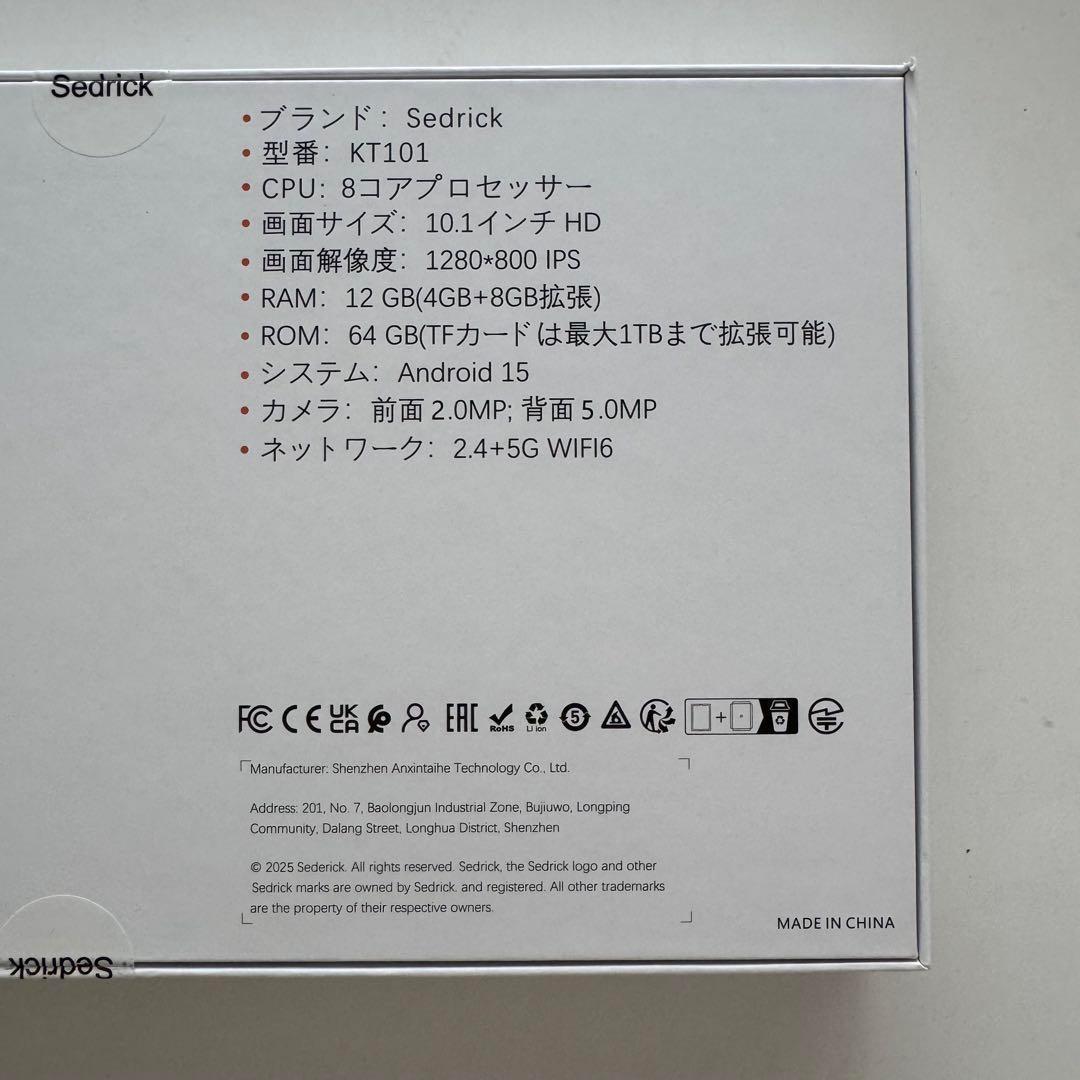 Sedrick
• ブランド： Sedrick
• 型番： KT101
• CPU： 8コアプロセッサー
• 画面サイズ： 10.1インチ HD
• 画面解像度： 1280*800 IPS
• RAM： 12 GB(4GB+8GB拡張)
• ROM： 64 GB(TFカードは最大1TBまで拡張可能)
• システム： Android 15
• カメラ： 前面 2.0MP; 背面 5.0MP
• ネットワーク： 2.4+5G WIFI6
FC CE UK CA EAC RoHS Li ion 5 6
Manufacturer: Shenzhen Anxintaihe Technology Co., Ltd.
Address: 201, No. 7, Baolongjun Industrial Zone, Bujiuwo, Longping
Community, Dalang Street, Longhua District, Shenzhen
© 2025 Sederick. All rights reserved. Sedrick, the Sedrick logo and other
Sedrick marks are owned by Sedrick. and registered. All other trademarks
are the property of their respective owners.
MADE IN CHINA
Sedrick